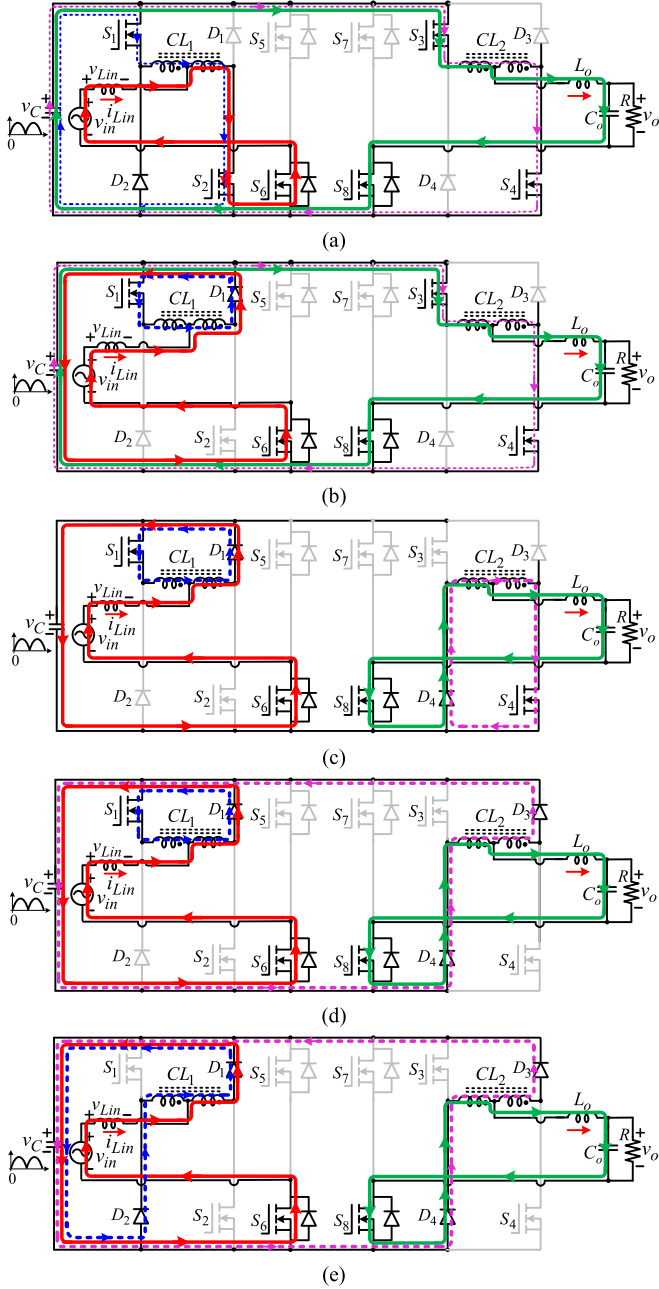 S1 CL1 D1 S5 S7 S3 CL2 D3
vLin + − Lo
vC + − 0 vin + − iLin Co R + vo −
D2 S2 S6 S8 D4 S4
(a)
S1 CL1 D1 S5 S7 S3 CL2 D3
+ vLin − Lo
vC + − 0 vin + − iLin Co R + vo −
D2 S2 S6 S8 D4 S4
(b)
S1 CL1 D1 S5 S7 S3 CL2 D3
+ vLin − Lo
vC + − 0 vin + − iLin Co R + vo −
D2 S2 S6 S8 D4 S4
(c)
S1 CL1 D1 S5 S7 S3 CL2 D3
+ vLin − Lo
vC + − 0 vin + − iLin Co R + vo −
D2 S2 S6 S8 D4 S4
(d)
S1 CL1 D1 S5 S7 S3 CL2 D3
+ vLin − Lo
vC + − 0 vin + − iLin Co R + vo −
D2 S2 S6 S8 D4 S4
(e)